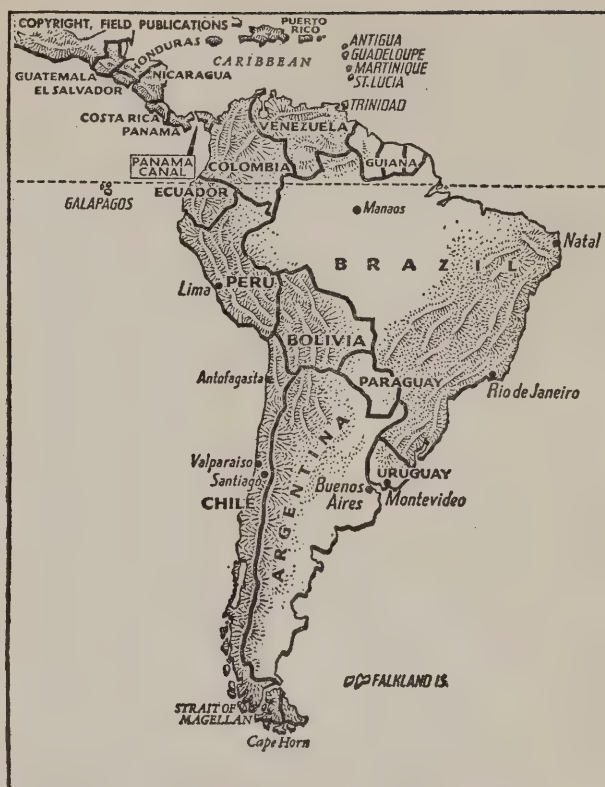 COPYRIGHT, FIELD PUBLICATIONS
PUERTO
RICO
HONDURAS
CARIBBEAN
ANTIGUA
GUADELOUPE
MARTINIQUE
ST. LUCIA
GUATEMALA
NICARAGUA
EL SALVADOR
TRINIDAD
COSTA RICA
PANAMA
VENEZUELA
PANAMA
CANAL
COLOMBIA
GUIANA
ECUADOR
GALAPAGOS
Manaos
Natal
BRAZIL
Lima
PERU
BOLIVIA
Antofagasta
PARAGUAY
Rio de Janeiro
ARGENTINA
Valparaiso
Santiago
URUGUAY
CHILE
Buenos
Aires
Montevideo
FALKLAND IS.
STRAIT OF
MAGELLAN
Cape Horn